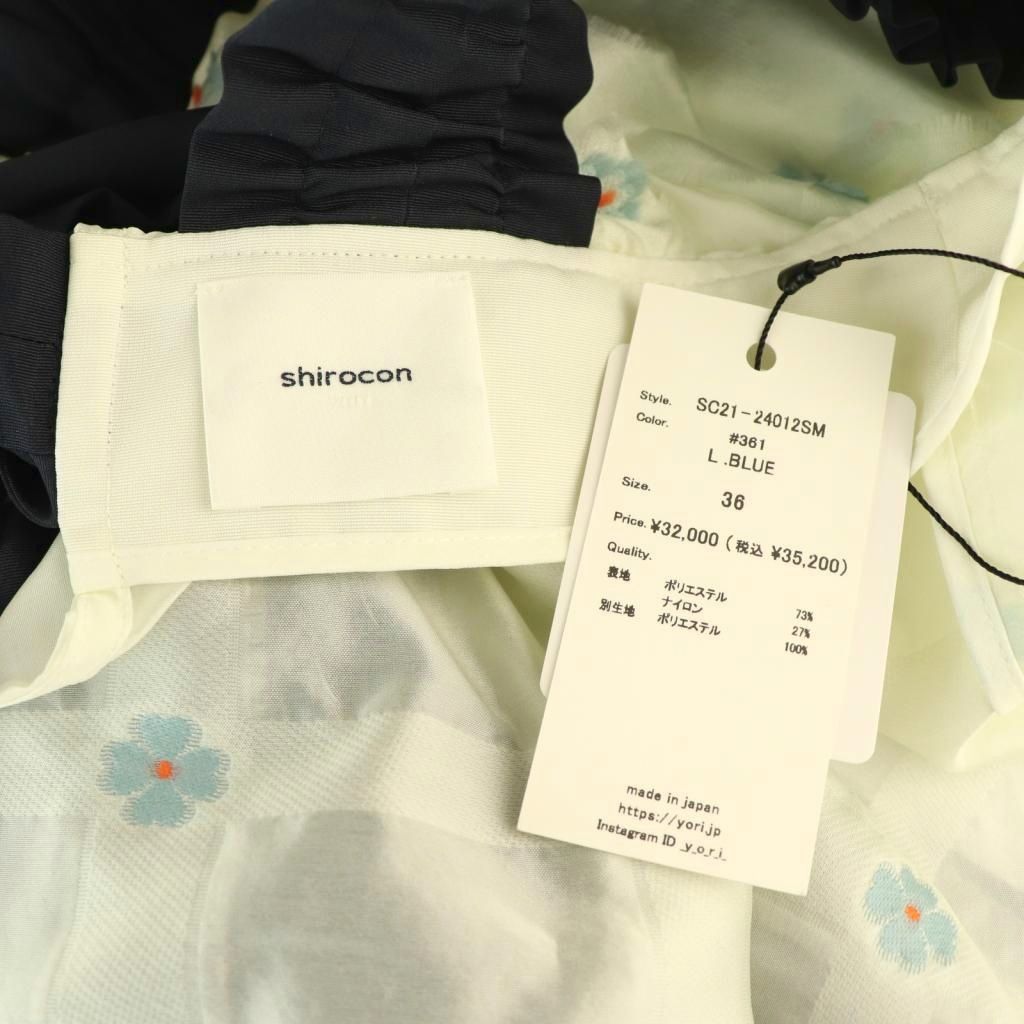 shirocon
Style. SC21-24012SM
Color. #361
L .BLUE
Size. 36
Price. ¥32,000 (税込 ¥35,200)
Quality.
表地 ポリエステル 73%
ナイロン 27%
別生地 ポリエステル 100%
made in japan
https://yori.jp
Instagram ID _y_o_r_i_